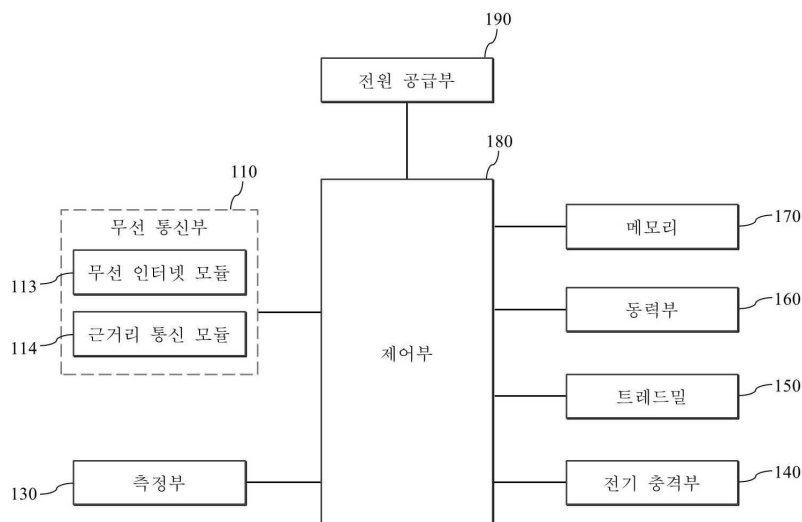 190
전원 공급부
180
110
무선 통신부
메모리
170
113
무선 인터넷 모듈
동력부
160
114
근거리 통신 모듈
제어부
트레드밀
150
130
측정부
전기 충격부
140